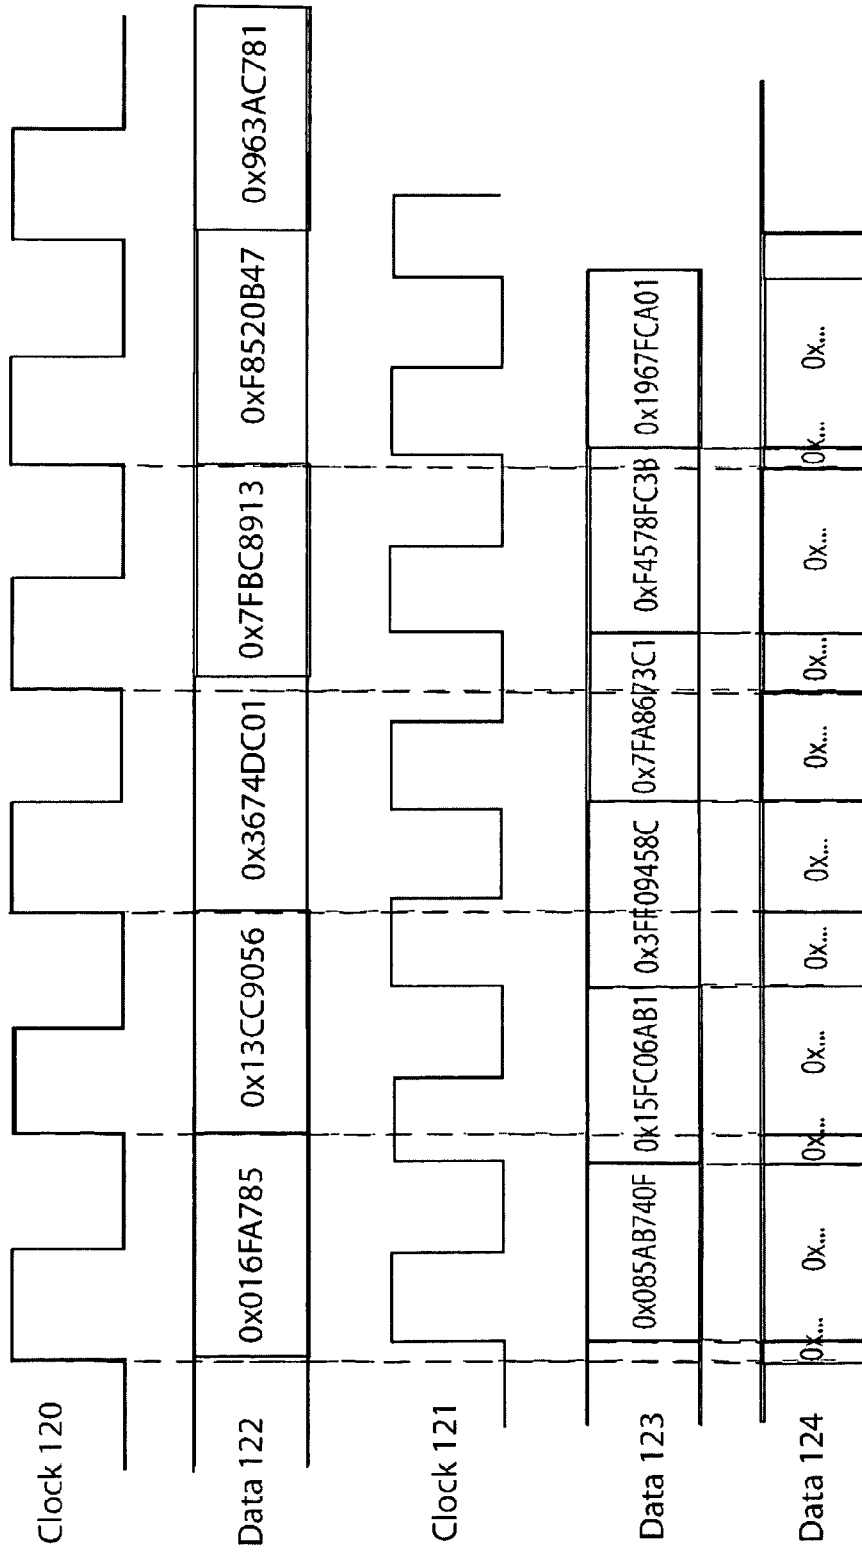 Clock 120
Data 122
0x016FA785
0x13CC9056
0x3674DC01
0x7FBC8913
0xF8520B47
0x963AC781
Clock 121
Data 123
0x085AB740F
0x15FC06AB1
0x3FF09458C
0x7FA8673C1
0xF4578FC3B
0x1967FCA01
Data 124
0x...
0x...
0x...
0x...
0x...
0x...
0x...
0x...
0x...
0x...
0x...